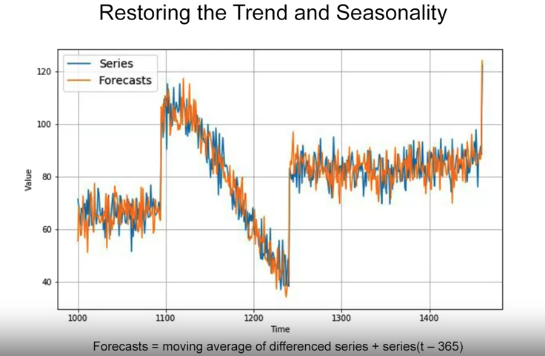 Restoring the Trend and Seasonality
Series
Forecasts
120
100
80
60
40
Value
1000 1100 1200 1300 1400
Time
Forecasts = moving average of differenced series + series(t – 365)